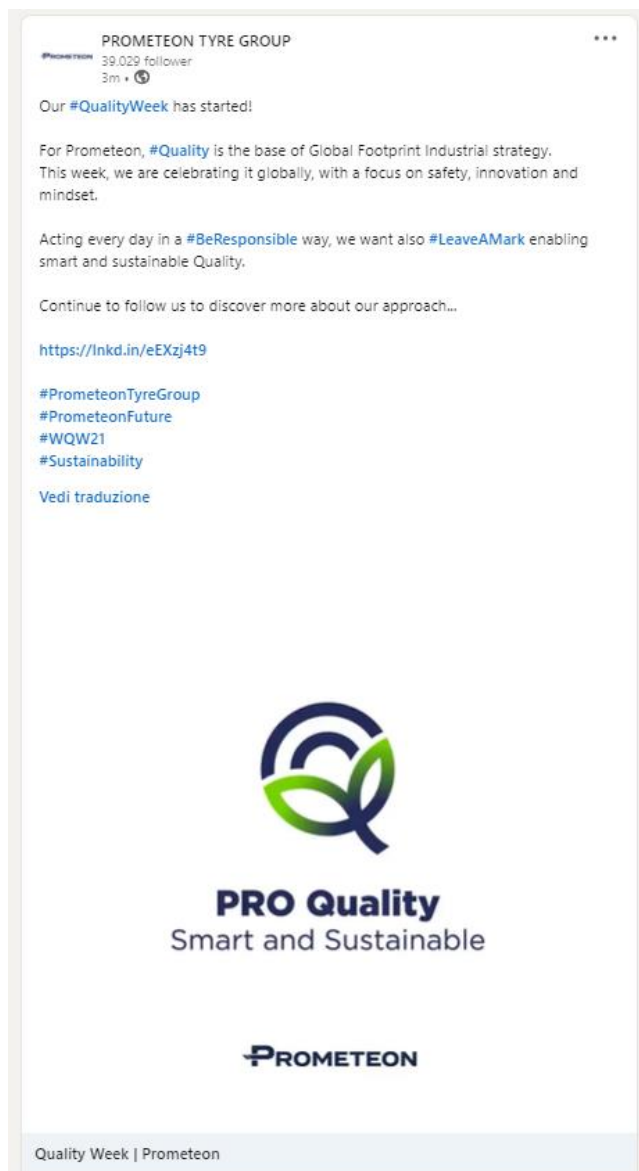 PROMETEON TYRE GROUP
PROMETEON
39.029 follower
3m •
Our #QualityWeek has started!
For Prometeon, #Quality is the base of Global Footprint Industrial strategy.
This week, we are celebrating it globally, with a focus on safety, innovation and
mindset.
Acting every day in a #BeResponsible way, we want also #LeaveAMark enabling
smart and sustainable Quality.
Continue to follow us to discover more about our approach...
https://lnkd.in/eEXzj4t9
#PrometeonTyreGroup
#PrometeonFuture
#WQW21
#Sustainability
Vedi traduzione
PRO Quality
Smart and Sustainable
PROMETEON
Quality Week | Prometeon